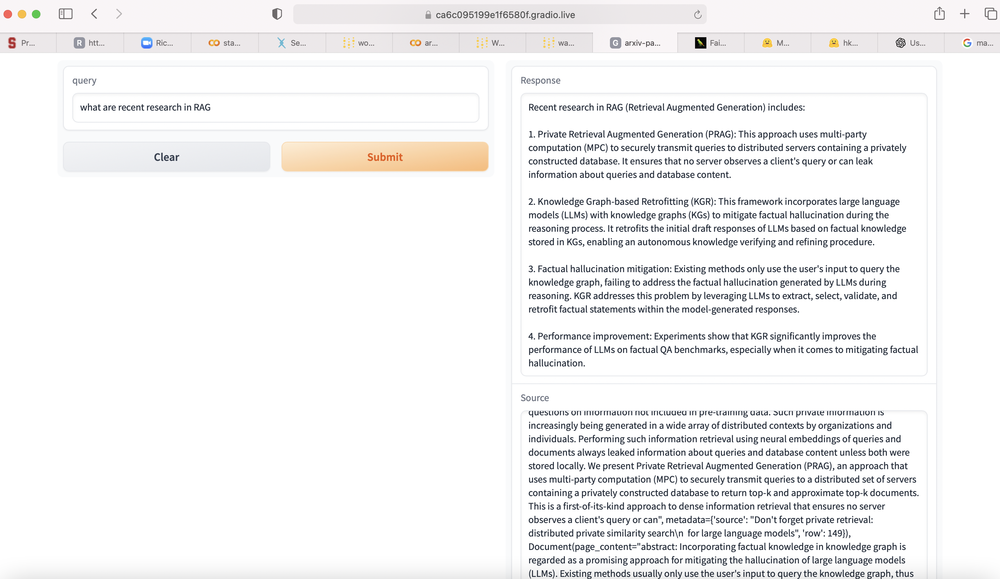 ca6c095199e1f6580f.gradio.live
S Pr...
R htt...
Ric...
sta...
Se...
wo...
ar...
W...
wa...
G arxiv-pa...
Fai...
M...
hk...
Us...
G ma...
query
what are recent research in RAG
Clear
Submit
Response
Recent research in RAG (Retrieval Augmented Generation) includes:
1. Private Retrieval Augmented Generation (PRAG): This approach uses multi-party
computation (MPC) to securely transmit queries to distributed servers containing a privately
constructed database. It ensures that no server observes a client's query or can leak
information about queries and database content.
2. Knowledge Graph-based Retrofitting (KGR): This framework incorporates large language
models (LLMs) with knowledge graphs (KGs) to mitigate factual hallucination during the
reasoning process. It retrofits the initial draft responses of LLMs based on factual knowledge
stored in KGs, enabling an autonomous knowledge verifying and refining procedure.
3. Factual hallucination mitigation: Existing methods only use the user's input to query the
knowledge graph, failing to address the factual hallucination generated by LLMs during
reasoning. KGR addresses this problem by leveraging LLMs to extract, select, validate, and
retrofit factual statements within the model-generated responses.
4. Performance improvement: Experiments show that KGR significantly improves the
performance of LLMs on factual QA benchmarks, especially when it comes to mitigating factual
hallucination.
Source
questions on information not included in pre-training data. Such private information is
increasingly being generated in a wide array of distributed contexts by organizations and
individuals. Performing such information retrieval using neural embeddings of queries and
documents always leaked information about queries and database content unless both were
stored locally. We present Private Retrieval Augmented Generation (PRAG), an approach that
uses multi-party computation (MPC) to securely transmit queries to a distributed set of servers
containing a privately constructed database to return top-k and approximate top-k documents.
This is a first-of-its-kind approach to dense information retrieval that ensures no server
observes a client's query or can", metadata={'source': "Don't forget private retrieval:
distributed private similarity search\n  for large language models", 'row': 149}),
Document(page_content="abstract: Incorporating factual knowledge in knowledge graph is
regarded as a promising approach for mitigating the hallucination of large language models
(LLMs). Existing methods usually only use the user's input to query the knowledge graph, thus